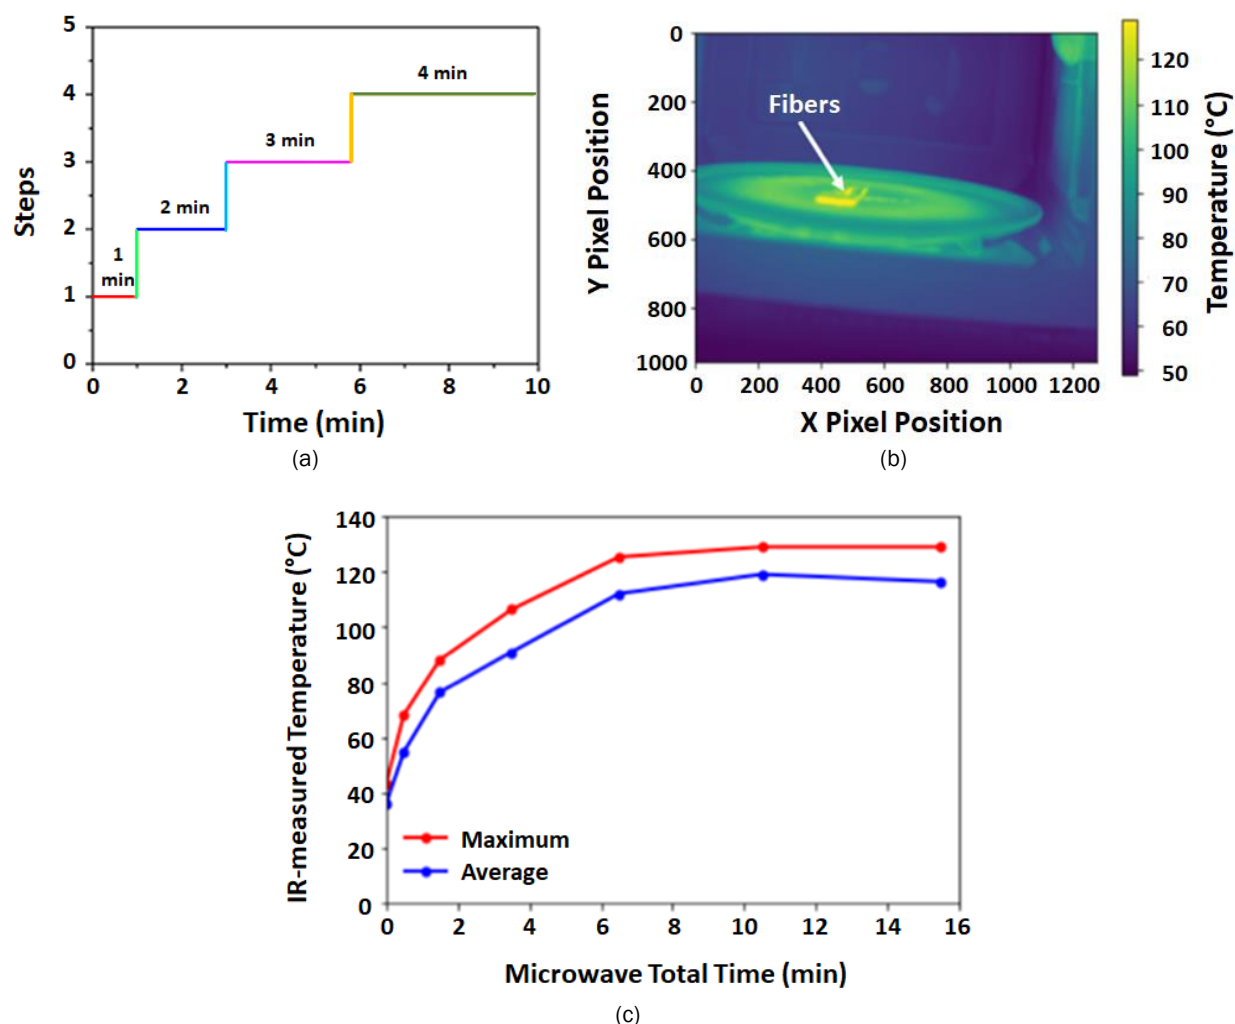 5
4
3
2
1
0
Steps
1
min
2 min
3 min
4 min
0 2 4 6 8 10
Time (min)
(a)
0
200
400
600
800
1000
Y Pixel Position
Fibers
0 200 400 600 800 1000 1200
X Pixel Position
120
110
100
90
80
70
60
50
Temperature (°C)
(b)
140
120
100
80
60
40
20
0
IR-measured Temperature (°C)
Maximum
Average
0 2 4 6 8 10 12 14 16
Microwave Total Time (min)
(c)